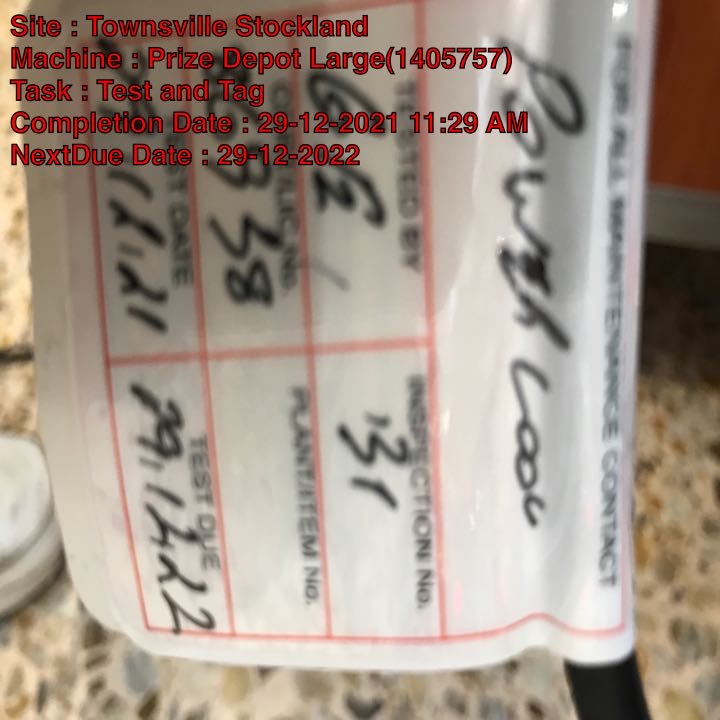 Site : Townsville Stockland
Machine : Prize Depot Large(1405757)
Task : Test and Tag
Completion Date : 29-12-2021 11:29 AM
NextDue Date : 29-12-2022
FOR ALL MAINTENANCE CONTACT
TESTED BY
INSPECTION No.
31
LIC No.
PLANT/ITEM No.
TEST DATE
TEST DUE
29.12.22